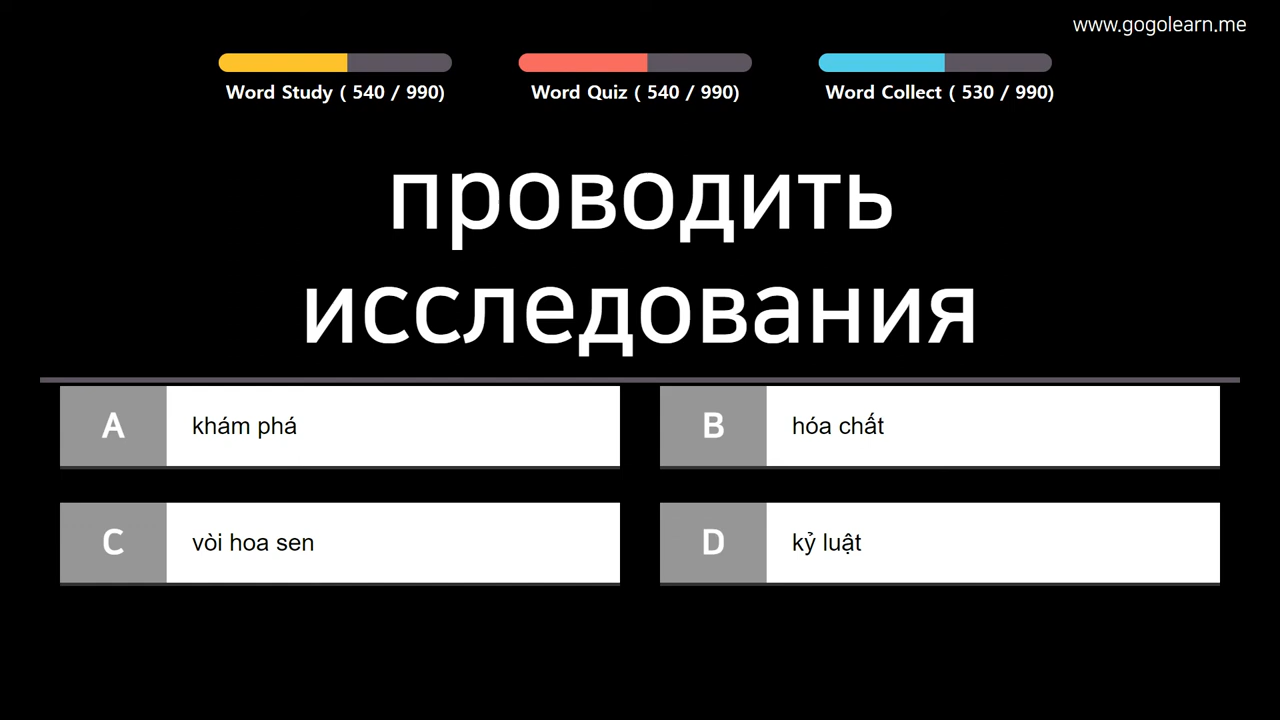 www.gogolearn.me
Word Study ( 540 / 990)
Word Quiz ( 540 / 990)
Word Collect ( 530 / 990)
проводить
исследования
A
khám phá
B
hóa chất
C
vòi hoa sen
D
kỷ luật